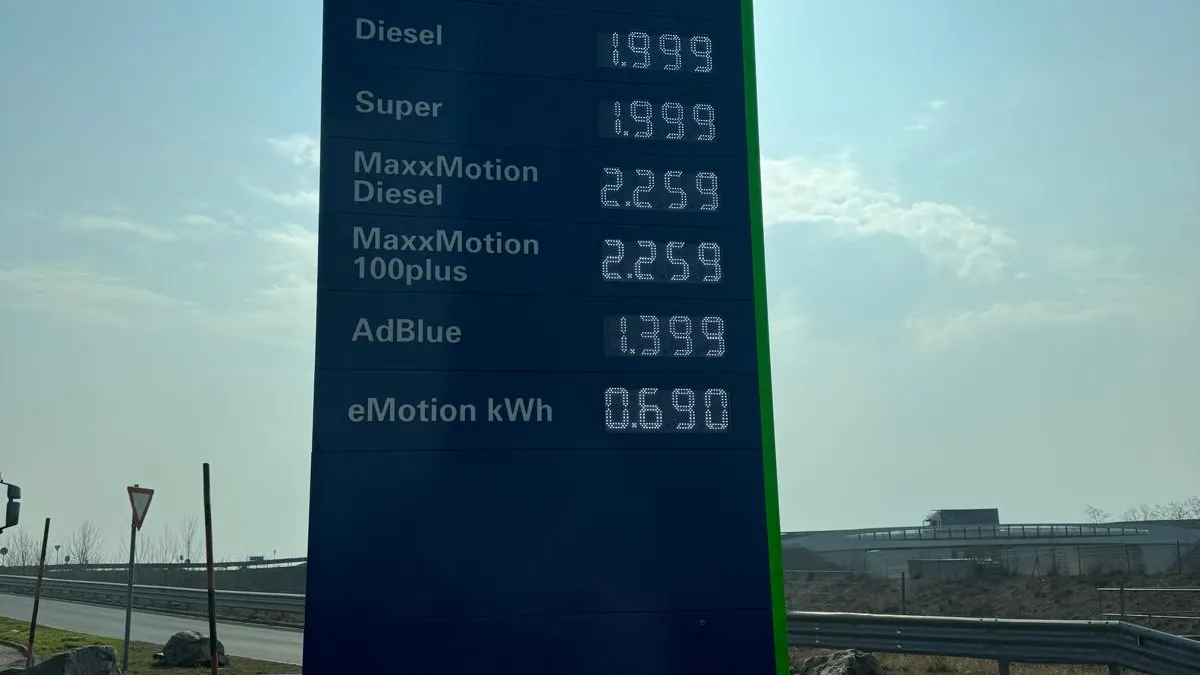 Diesel 1.999
Super 1.999
MaxxMotion
Diesel 2.259
MaxxMotion
100plus 2.259
AdBlue 1.399
eMotion kWh 0.690